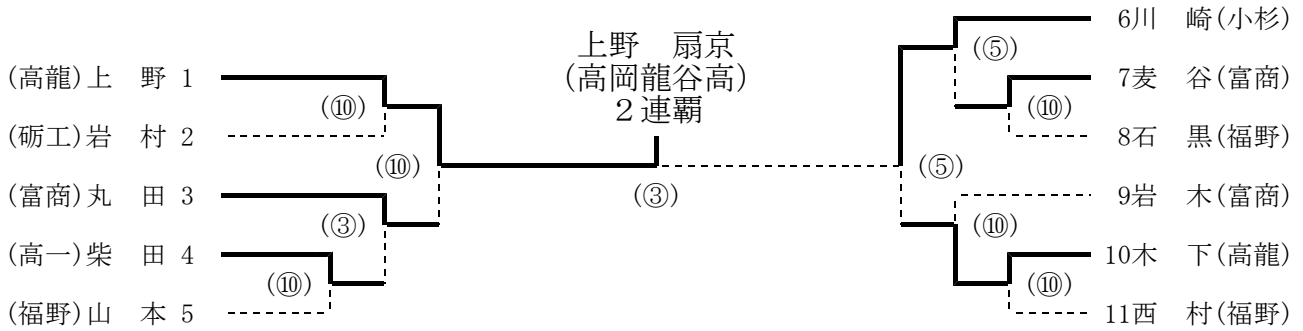 上野　扇京
(高岡龍谷高)
２連覇
(高龍)上　野 1
(⑩)
(砺工)岩　村 2
(⑩)
(富商)丸　田 3
(③)
(高一)柴　田 4
(⑩)
(福野)山　本 5
(③)
6川　崎(小杉)
(⑤)
7麦　谷(富商)
(⑩)
8石　黒(福野)
(⑤)
9岩　木(富商)
(⑩)
10木　下(高龍)
(⑩)
11西　村(福野)